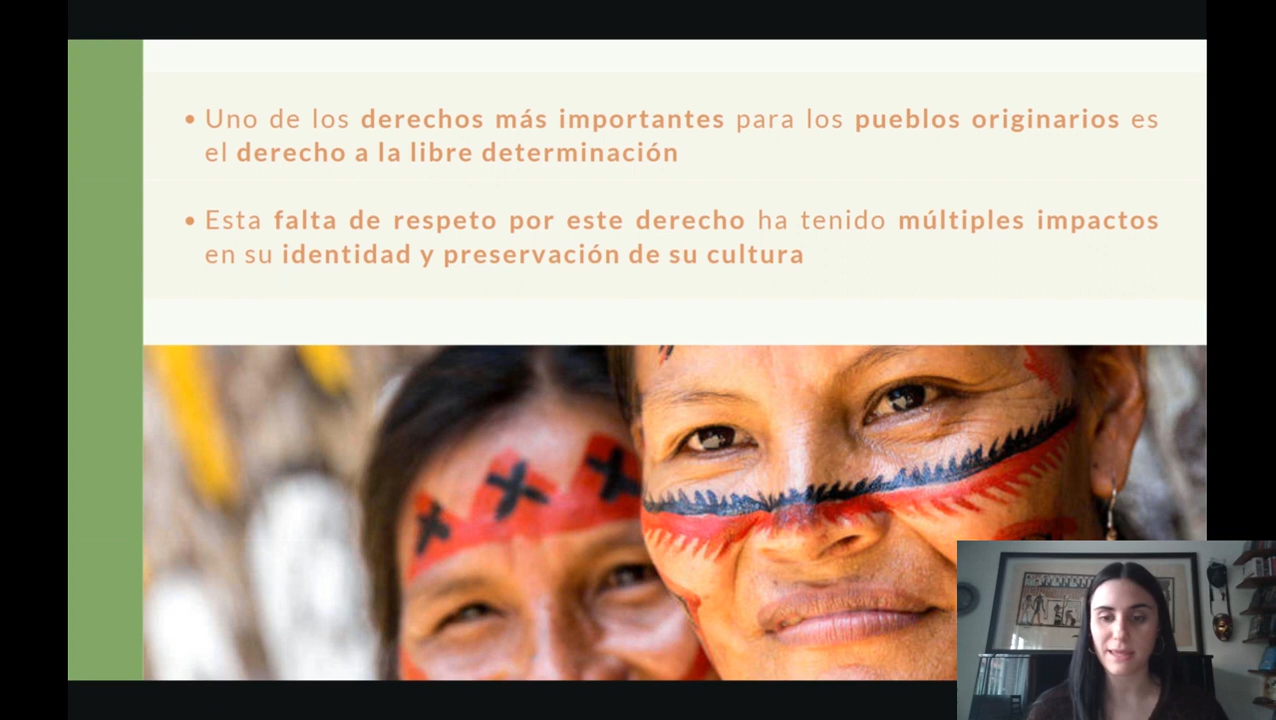 • Uno de los derechos más importantes para los pueblos originarios es
el derecho a la libre determinación
• Esta falta de respeto por este derecho ha tenido múltiples impactos
en su identidad y preservación de su cultura